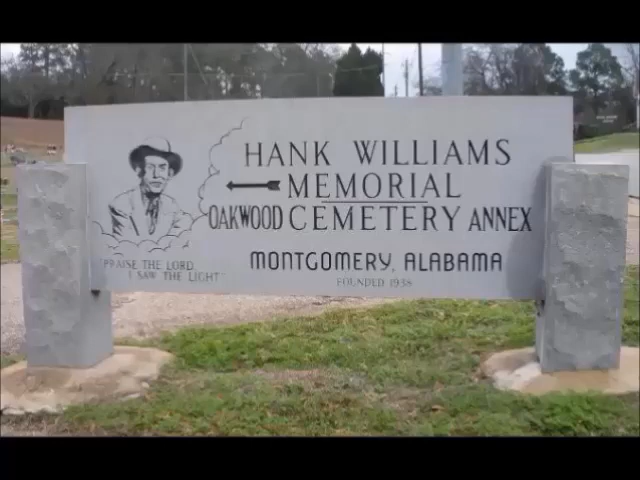 HANK WILLIAMS
MEMORIAL
OAKWOOD CEMETERY ANNEX
MONTGOMERY, ALABAMA
FOUNDED 1938
"PRAISE THE LORD
I SAW THE LIGHT"